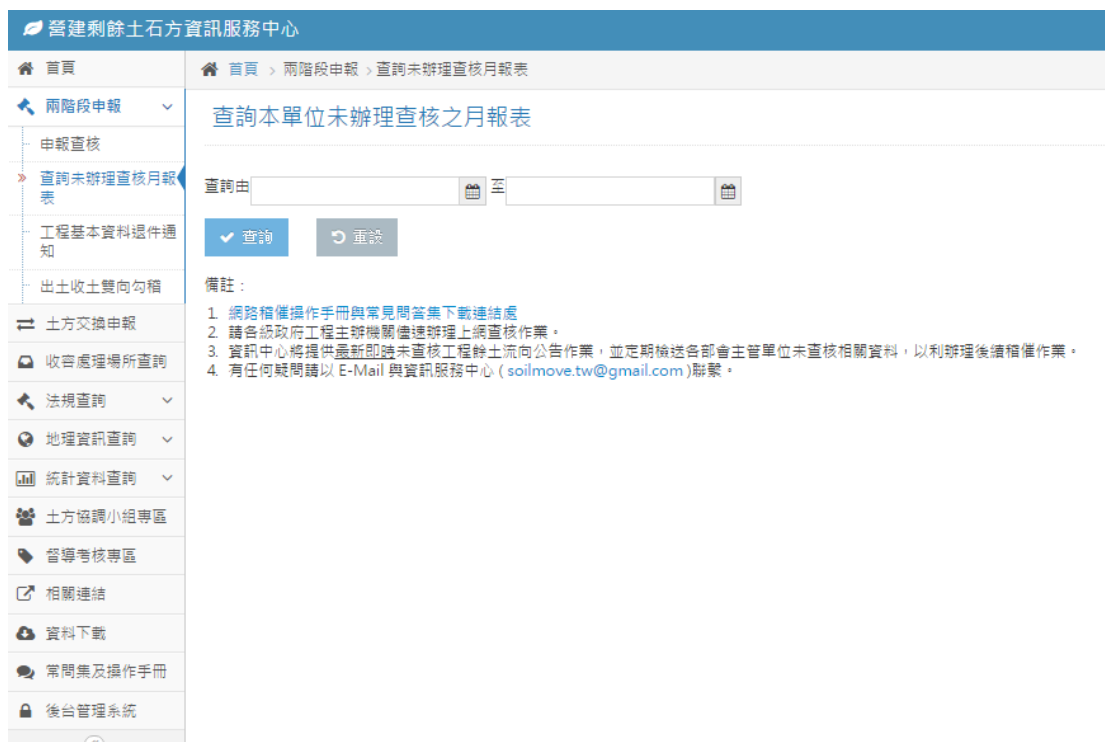 營建剩餘土石方資訊服務中心
首頁
兩階段申報
申報查核
查詢未辦理查核月報
表
工程基本資料退件通
知
出土收土雙向勾稽
土方交換申報
收容處理場所查詢
法規查詢
地理資訊查詢
統計資料查詢
土方協調小組專區
督導考核專區
相關連結
資料下載
常問集及操作手冊
後台管理系統
首頁 > 兩階段申報 > 查詢未辦理查核月報表
查詢本單位未辦理查核之月報表
查詢由 至
查詢 重設
備註：
1. 網路稽催操作手冊與常見問答集下載連結處
2. 請各級政府工程主辦機關儘速辦理上網查核作業。
3. 資訊中心將提供最新即時未查核工程餘土流向公告作業，並定期檢送各部會主管單位未查核相關資料，以利辦理後續稽催作業。
4. 有任何疑問請以 E-Mail 與資訊服務中心 ( soilmove.tw@gmail.com )聯繫。